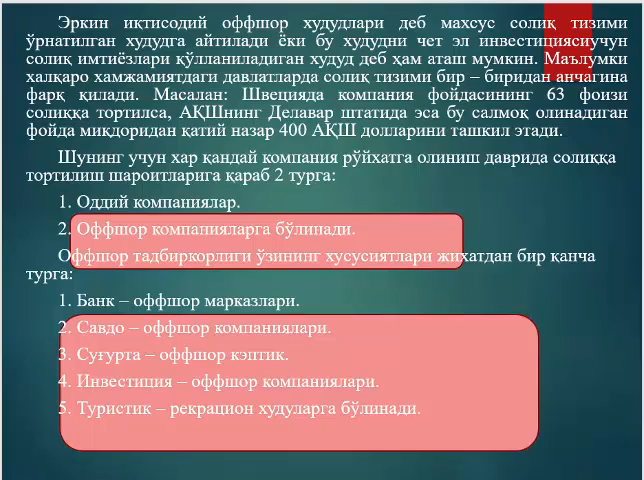 Эркин иқтисодий оффшор худудлари деб махсус солиқ тизими
ўрнатилган худудга айтилади ёки бу худудни чет эл инвестициясиучун
солиқ имтиёзлари қўлланиладиган худуд деб ҳам аташ мумкин. Маълумки
халқаро хамжамиятдаги давлатларда солиқ тизими бир – биридан анчагина
фарқ қилади. Масалан: Швецияда компания фойдасининг 63 фоизи
солиққа тортилса, АҚШнинг Делавар штатида эса бу салмоқ олинадиган
фойда миқдоридан қатий назар 400 АҚШ долларини ташкил этади.
Шунинг учун хар қандай компания рўйхатга олиниш даврида солиққа
тортилиш шароитларига қараб 2 турга:
1. Оддий компаниялар.
2. Оффшор компанияларга бўлинади.
Оффшор тадбиркорлиги ўзининг хусусиятлари жихатдан бир қанча
турга:
1. Банк – оффшор марказлари.
2. Савдо – оффшор компаниялари.
3. Суғурта – оффшор кэптик.
4. Инвестиция – оффшор компаниялари.
5. Туристик – рекрацион худуларга бўлинади.